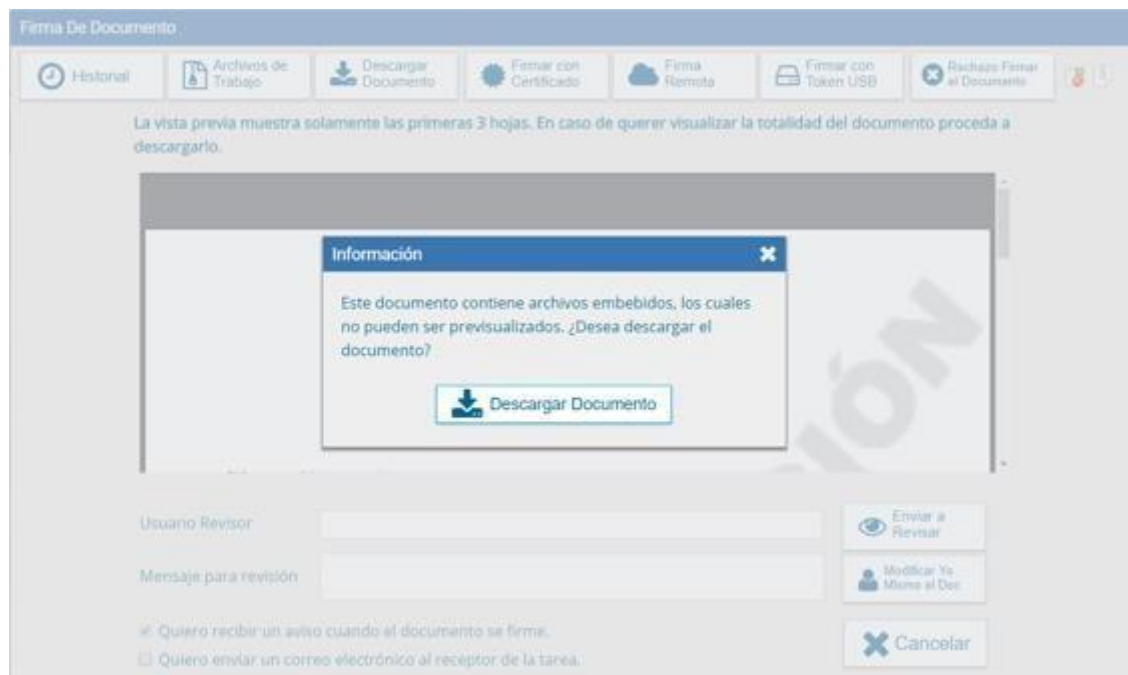 Firma De Documento
Historial
Archivos de
Trabajo
Descargar
Documento
Firmar con
Certificado
Firma
Remota
Firmar con
Token USB
Rechazo Firmar
el Documento
La vista previa muestra solamente las primeras 3 hojas. En caso de querer visualizar la totalidad del documento proceda a
descargarlo.
Información
Este documento contiene archivos embebidos, los cuales
no pueden ser previsualizados. ¿Desea descargar el
documento?
Descargar Documento
Usuario Revisor
Enviar a
Revisar
Mensaje para revisión
Modificar Yo
Mismo el Doc
Quiero recibir un aviso cuando el documento se firme.
Cancelar
Quiero enviar un correo electrónico al receptor de la tarea.